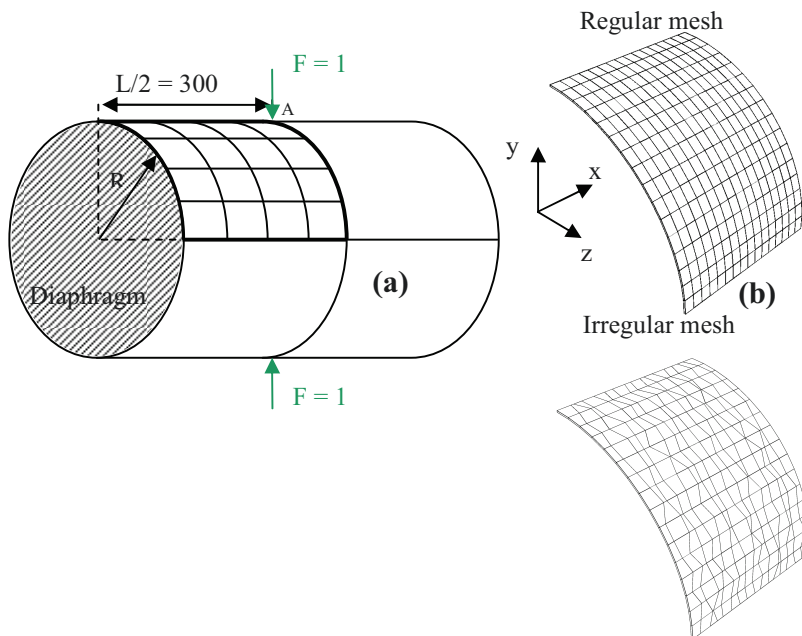 Regular mesh
F = 1
L/2 = 300
A
R
y
x
z
Diaphragm
(a)
(b)
Irregular mesh
F = 1